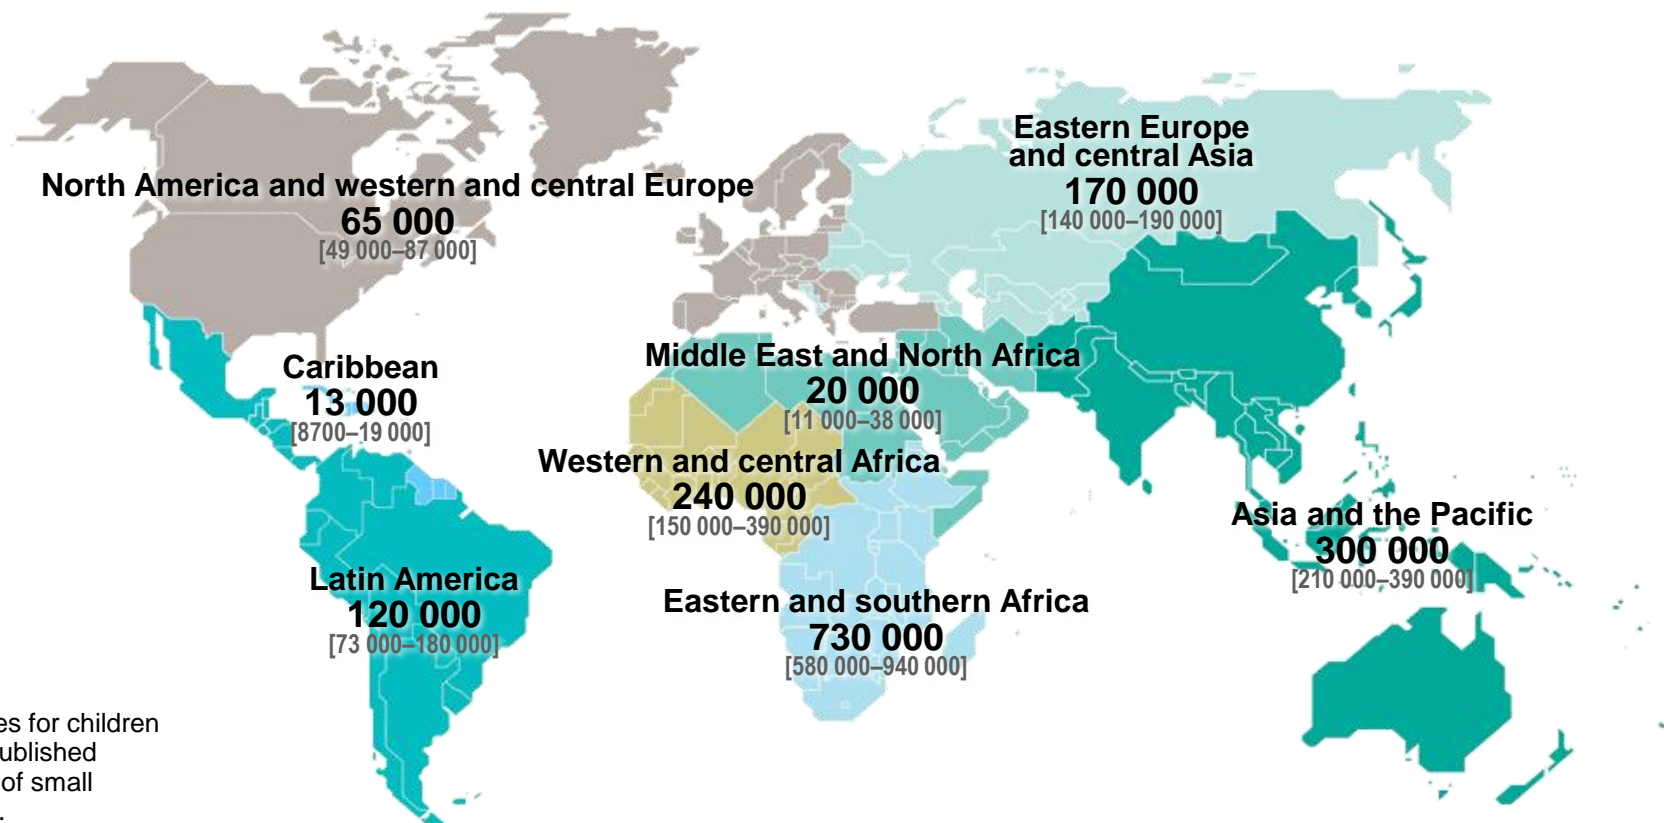 Eastern Europe
and central Asia
170 000
[140 000–190 000]
North America and western and central Europe
65 000
[49 000–87 000]
Middle East and North Africa
20 000
[11 000–38 000]
Caribbean
13 000
[8700–19 000]
Western and central Africa
240 000
[150 000–390 000]
Asia and the Pacific
300 000
[210 000–390 000]
Latin America
120 000
[73 000–180 000]
Eastern and southern Africa
730 000
[580 000–940 000]
for children
of small